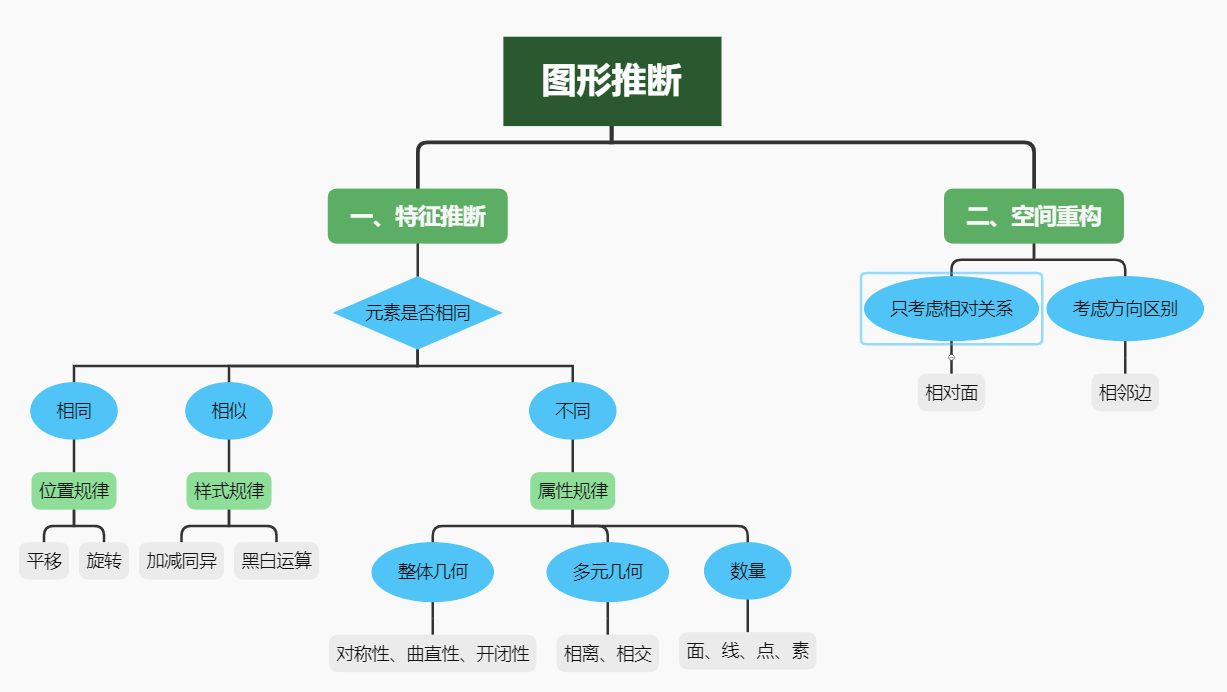 图形推断
一、特征推断
二、空间重构
元素是否相同
只考虑相对关系
考虑方向区别
相对面
相邻边
相同
相似
不同
位置规律
样式规律
属性规律
平移
旋转
加减同异
黑白运算
整体几何
多元几何
数量
对称性、曲直性、开闭性
相离、相交
面、线、点、素